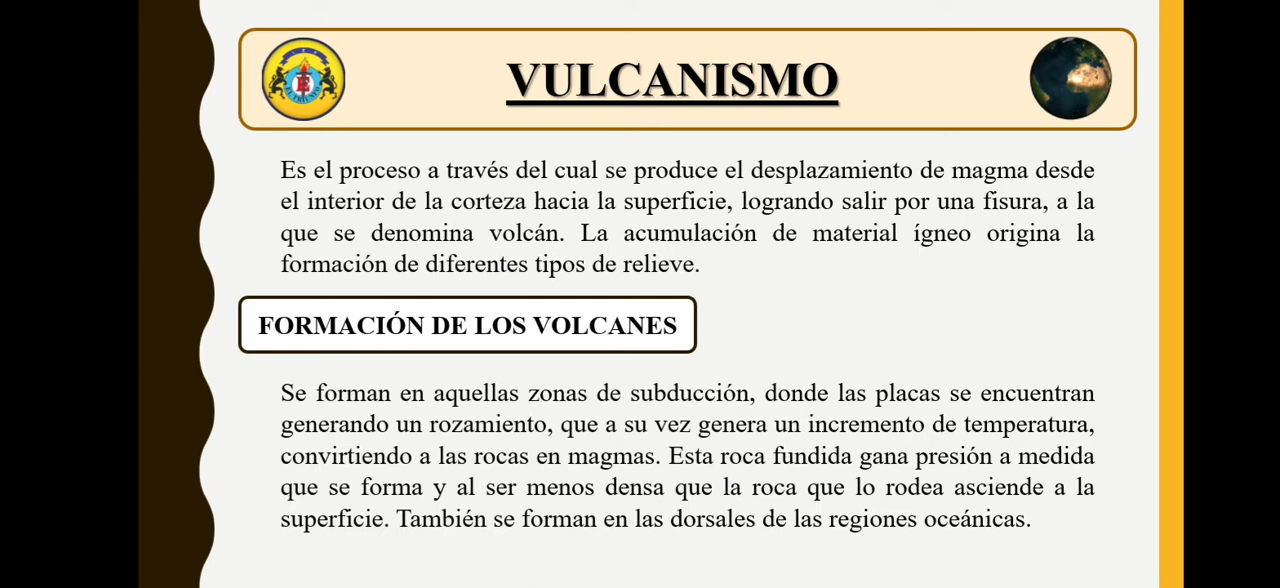 VULCANISMO
EL TRIUNFO
Es el proceso a través del cual se produce el desplazamiento de magma desde
el interior de la corteza hacia la superficie, logrando salir por una fisura, a la
que se denomina volcán. La acumulación de material ígneo origina la
formación de diferentes tipos de relieve.
FORMACIÓN DE LOS VOLCANES
Se forman en aquellas zonas de subducción, donde las placas se encuentran
generando un rozamiento, que a su vez genera un incremento de temperatura,
convirtiendo a las rocas en magmas. Esta roca fundida gana presión a medida
que se forma y al ser menos densa que la roca que lo rodea asciende a la
superficie. También se forman en las dorsales de las regiones oceánicas.